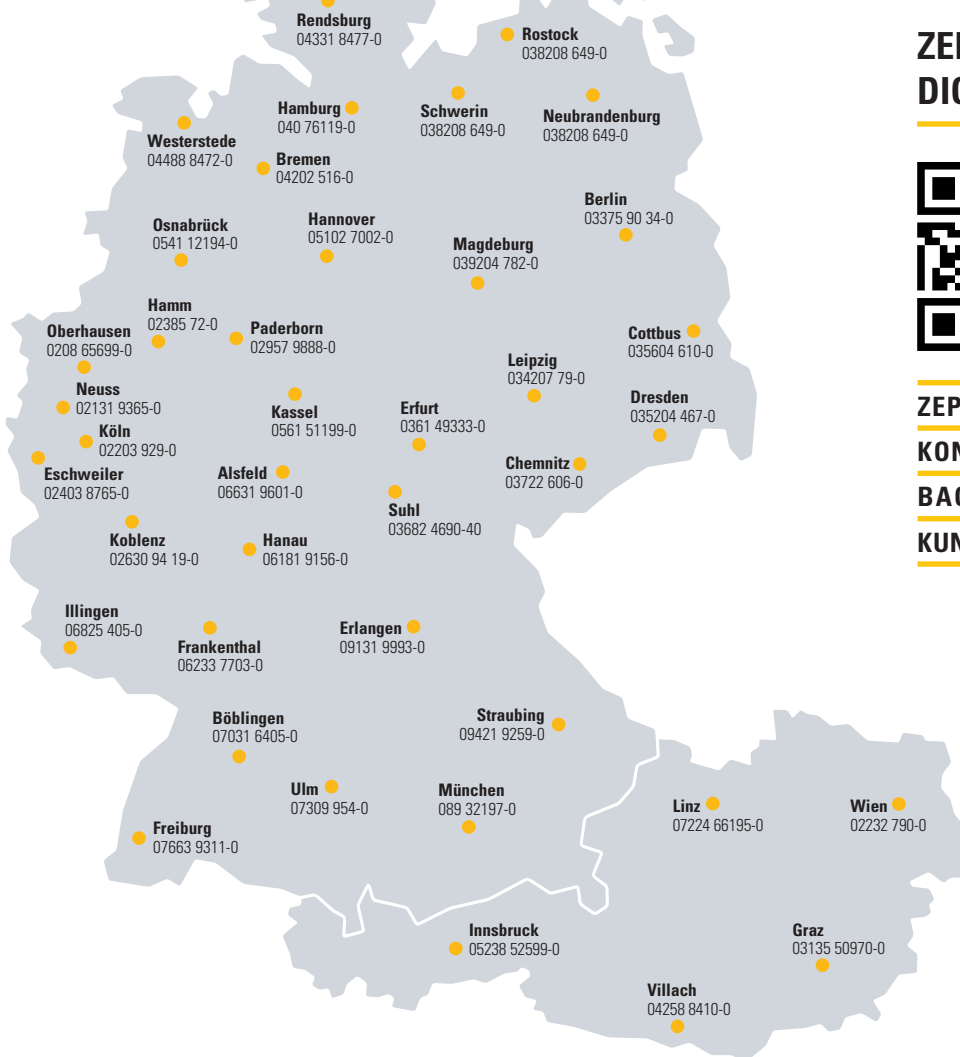 Rendsburg
04331 8477-0
Rostock
038208 649-0
Hamburg
040 76119-0
Schwerin
038208 649-0
Neubrandenburg
038208 649-0
Westerstede
04488 8472-0
Bremen
04202 516-0
Berlin
03375 90 34-0
Osnabrück
0541 12194-0
Hannover
05102 7002-0
Magdeburg
039204 782-0
Hamm
02385 72-0
Oberhausen
0208 65699-0
Paderborn
02957 9888-0
Cottbus
035604 610-0
Leipzig
034207 79-0
Neuss
02131 9365-0
Kassel
0561 51199-0
Erfurt
0361 49333-0
Dresden
035204 467-0
Köln
02203 929-0
Eschweiler
02403 8765-0
Alsfeld
06631 9601-0
Chemnitz
03722 606-0
Suhl
03682 4690-40
Koblenz
02630 94 19-0
Hanau
06181 9156-0
Illingen
06825 405-0
Frankenthal
06233 7703-0
Erlangen
09131 9993-0
Böblingen
07031 6405-0
Straubing
09421 9259-0
Ulm
07309 954-0
München
089 32197-0
Freiburg
07663 9311-0
Linz
07224 66195-0
Wien
02232 790-0
Innsbruck
05238 52599-0
Graz
03135 50970-0
Villach
04258 8410-0
ZEP
KON
KUN